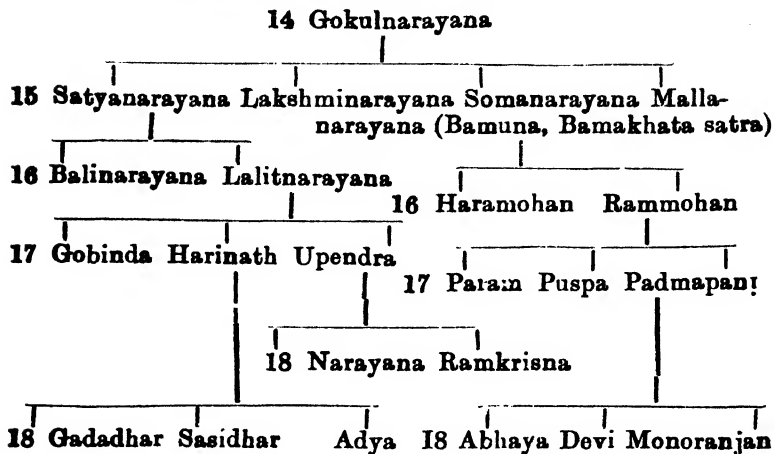 14 Gokulnarayana
15 Satyanarayana Lakshminarayana Somanarayana Malla-
narayana (Bamuna, Bamakhata satra)
16 Balinarayana Lalitnarayana
16 Haramohan Rammohan
17 Gobinda Harinath Upendra
17 Param Puspa Padmapani
18 Narayana Ramkrisna
18 Gadadhar Sasidhar Adya 18 Abhaya Devi Monoranjan